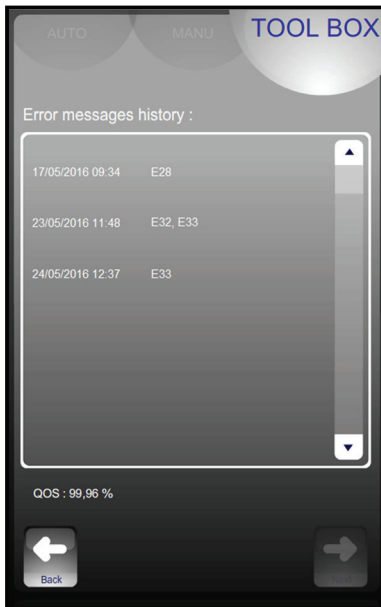 AUTO MANU TOOL BOX
Error messages history :
17/05/2016 09:34 E28
23/05/2016 11:48 E32, E33
24/05/2016 12:37 E33
QOS : 99,96 %
Back Next